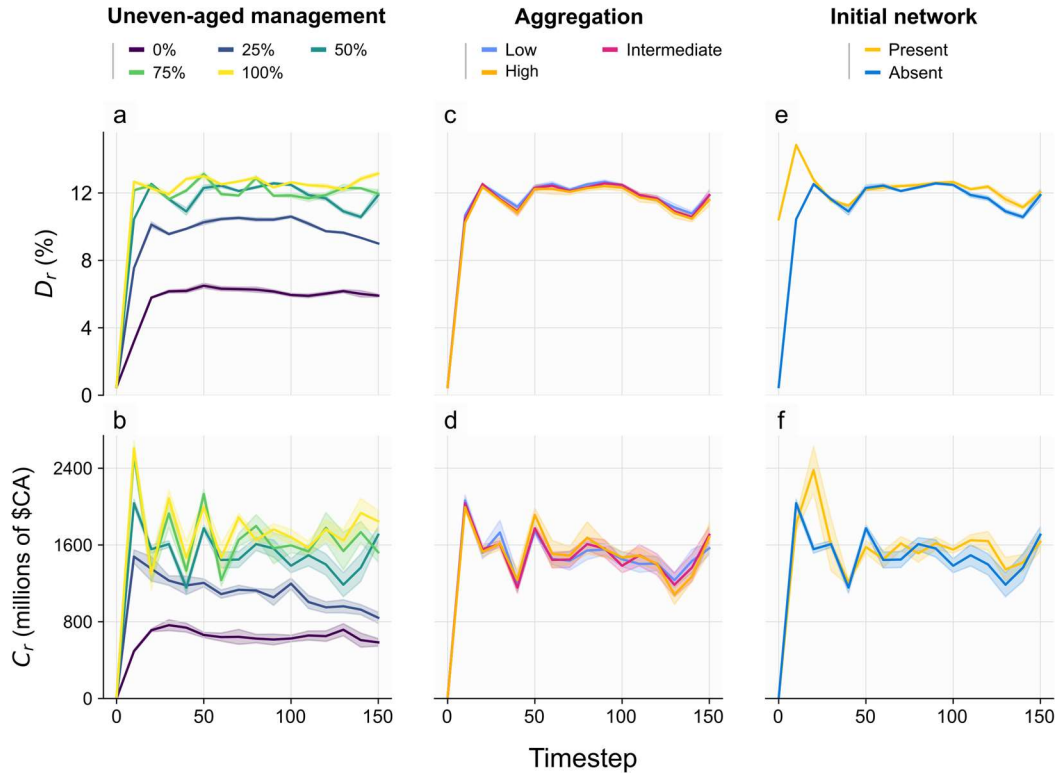 Uneven-aged management
0% 25% 50%
75% 100%
Aggregation
Low Intermediate
High
Initial network
Present
Absent
a
c
e
12
8
4
0
D_r (%)
b
d
f
2400
1600
800
0
C_r (millions of $CA)
0 50 100 150
0 50 100 150
0 50 100 150
Timestep